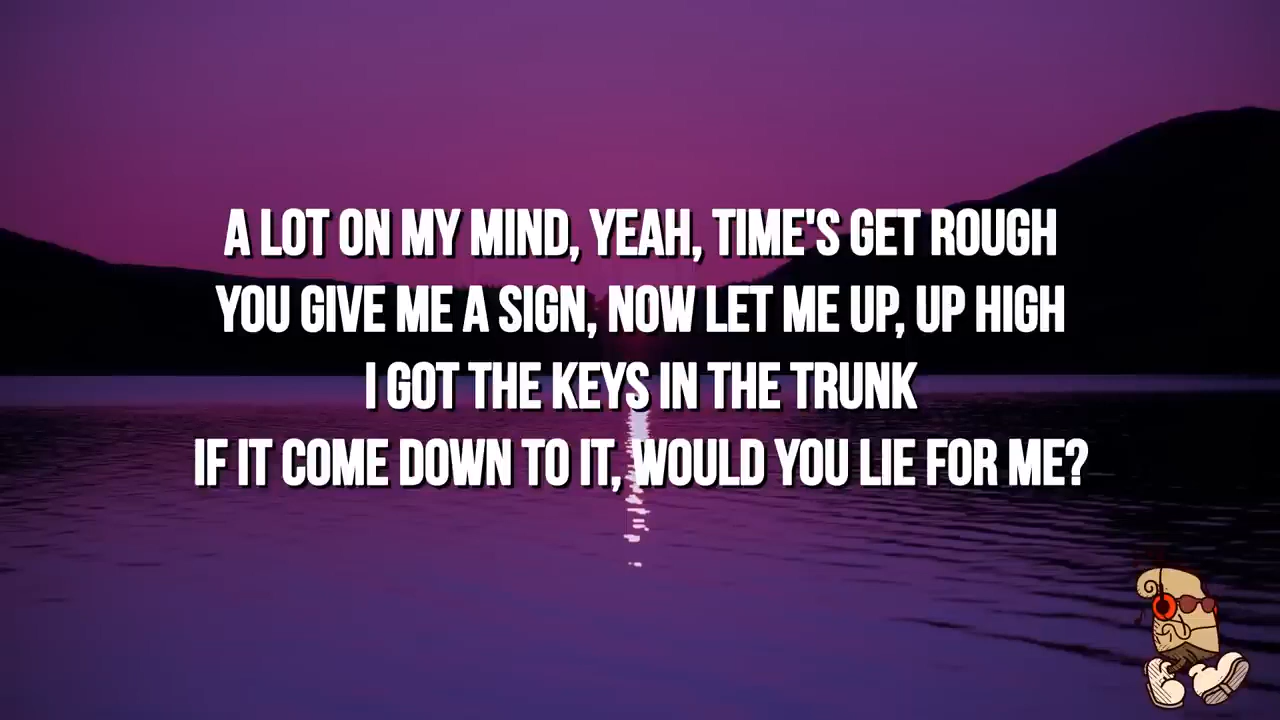 A LOT ON MY MIND, YEAH, TIME'S GET ROUGH
YOU GIVE ME A SIGN, NOW LET ME UP, UP HIGH
I GOT THE KEYS IN THE TRUNK
IF IT COME DOWN TO IT, WOULD YOU LIE FOR ME?